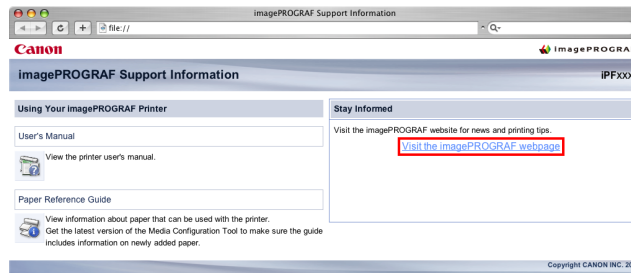 imagePROGRAF Support Information
file://
Canon
imagePROGRA
imagePROGRAF Support Information
iPFxxx
Using Your imagePROGRAF Printer
User's Manual
View the printer user's manual.
Paper Reference Guide
View information about paper that can be used with the printer.
Get the latest version of the Media Configuration Tool to make sure the guide
includes information on newly added paper.
Stay Informed
Visit the imagePROGRAF website for news and printing tips.
Visit the imagePROGRAF webpage
Copyright CANON INC. 20